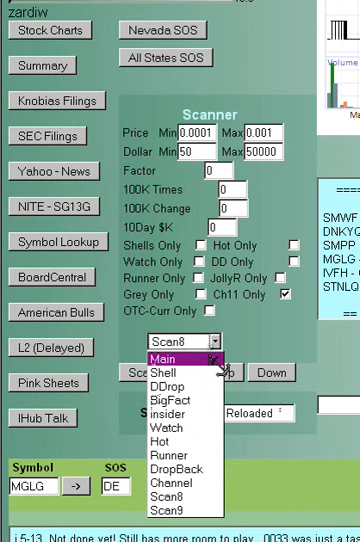 zardiw
Stock Charts
Nevada SOS
Summary
All States SOS
Knobias Filings
SEC Filings
Yahoo - News
NITE - SG13G
Symbol Lookup
BoardCentral
American Bulls
L2 (Delayed)
Pink Sheets
IHub Talk
Scanner
Price Min 0.0001 Max 0.001
Dollar Min 50 Max 50000
Factor 0
100K Times 0
100K Change 0
10Day $K 0
Shells Only Hot Only
Watch Only DD Only
Runner Only JollyR Only
Grey Only Ch11 Only
OTC-Curr Only
Scan8
Main
Shell
DDrop
BigFact
insider
Watch
Hot
Runner
DropBack
Channel
Scan8
Scan9
Down
Reloaded
Symbol SOS
MGLG -> DE
Volume
====
SMWF
DNKYQ
SMPP
MGLG -
IVFH -
STNLQ
==
j 5-13. Not done yet! Still has more room to play. .0033 was just a